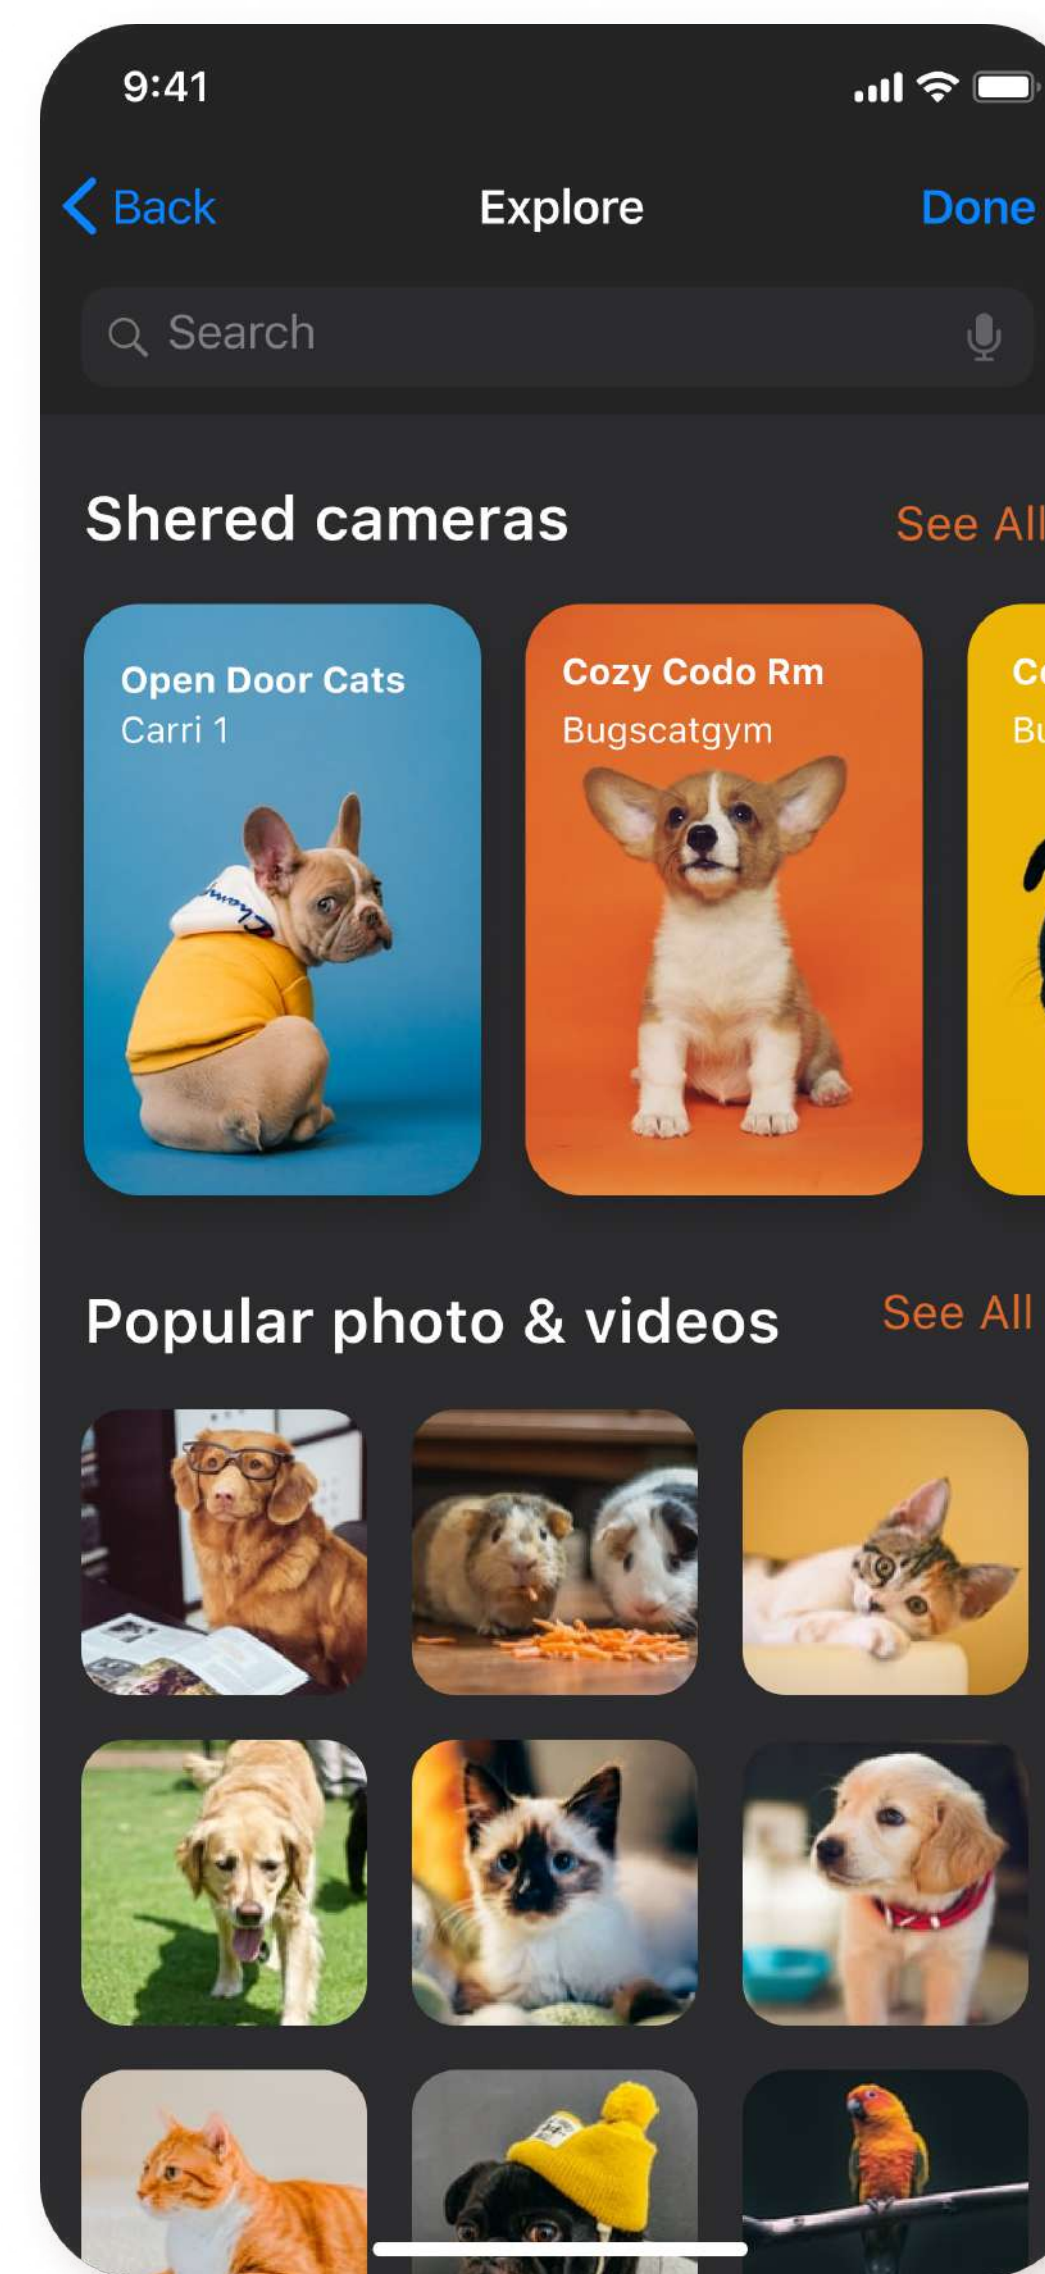 9:41
Back
Explore
Done
Search
Shered cameras
See All
Open Door Cats
Carri 1
Cozy Codo Rm
Bugscatgym
Popular photo & videos
See All